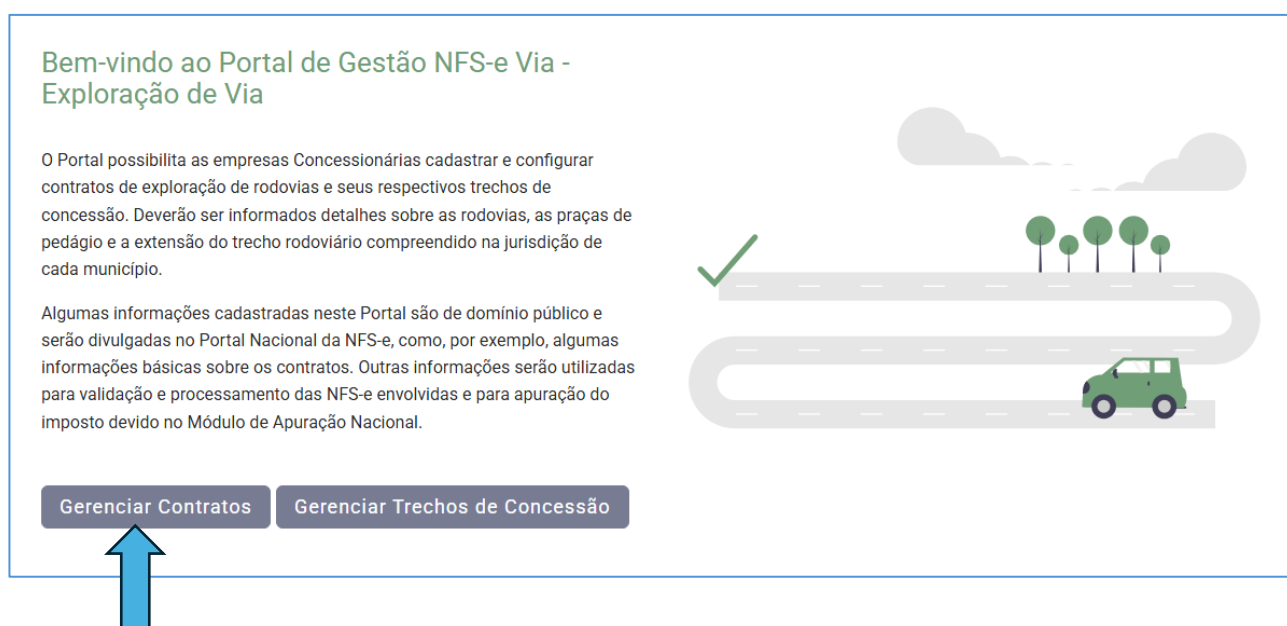 Bem-vindo ao Portal de Gestão NFS-e Via -
Exploração de Via
O Portal possibilita as empresas Concessionárias cadastrar e configurar
contratos de exploração de rodovias e seus respectivos trechos de
concessão. Deverão ser informados detalhes sobre as rodovias, as praças de
pedágio e a extensão do trecho rodoviário compreendido na jurisdição de
cada município.
Algumas informações cadastradas neste Portal são de domínio público e
serão divulgadas no Portal Nacional da NFS-e, como, por exemplo, algumas
informações básicas sobre os contratos. Outras informações serão utilizadas
para validação e processamento das NFS-e envolvidas e para apuração do
imposto devido no Módulo de Apuração Nacional.
Gerenciar Contratos Gerenciar Trechos de Concessão